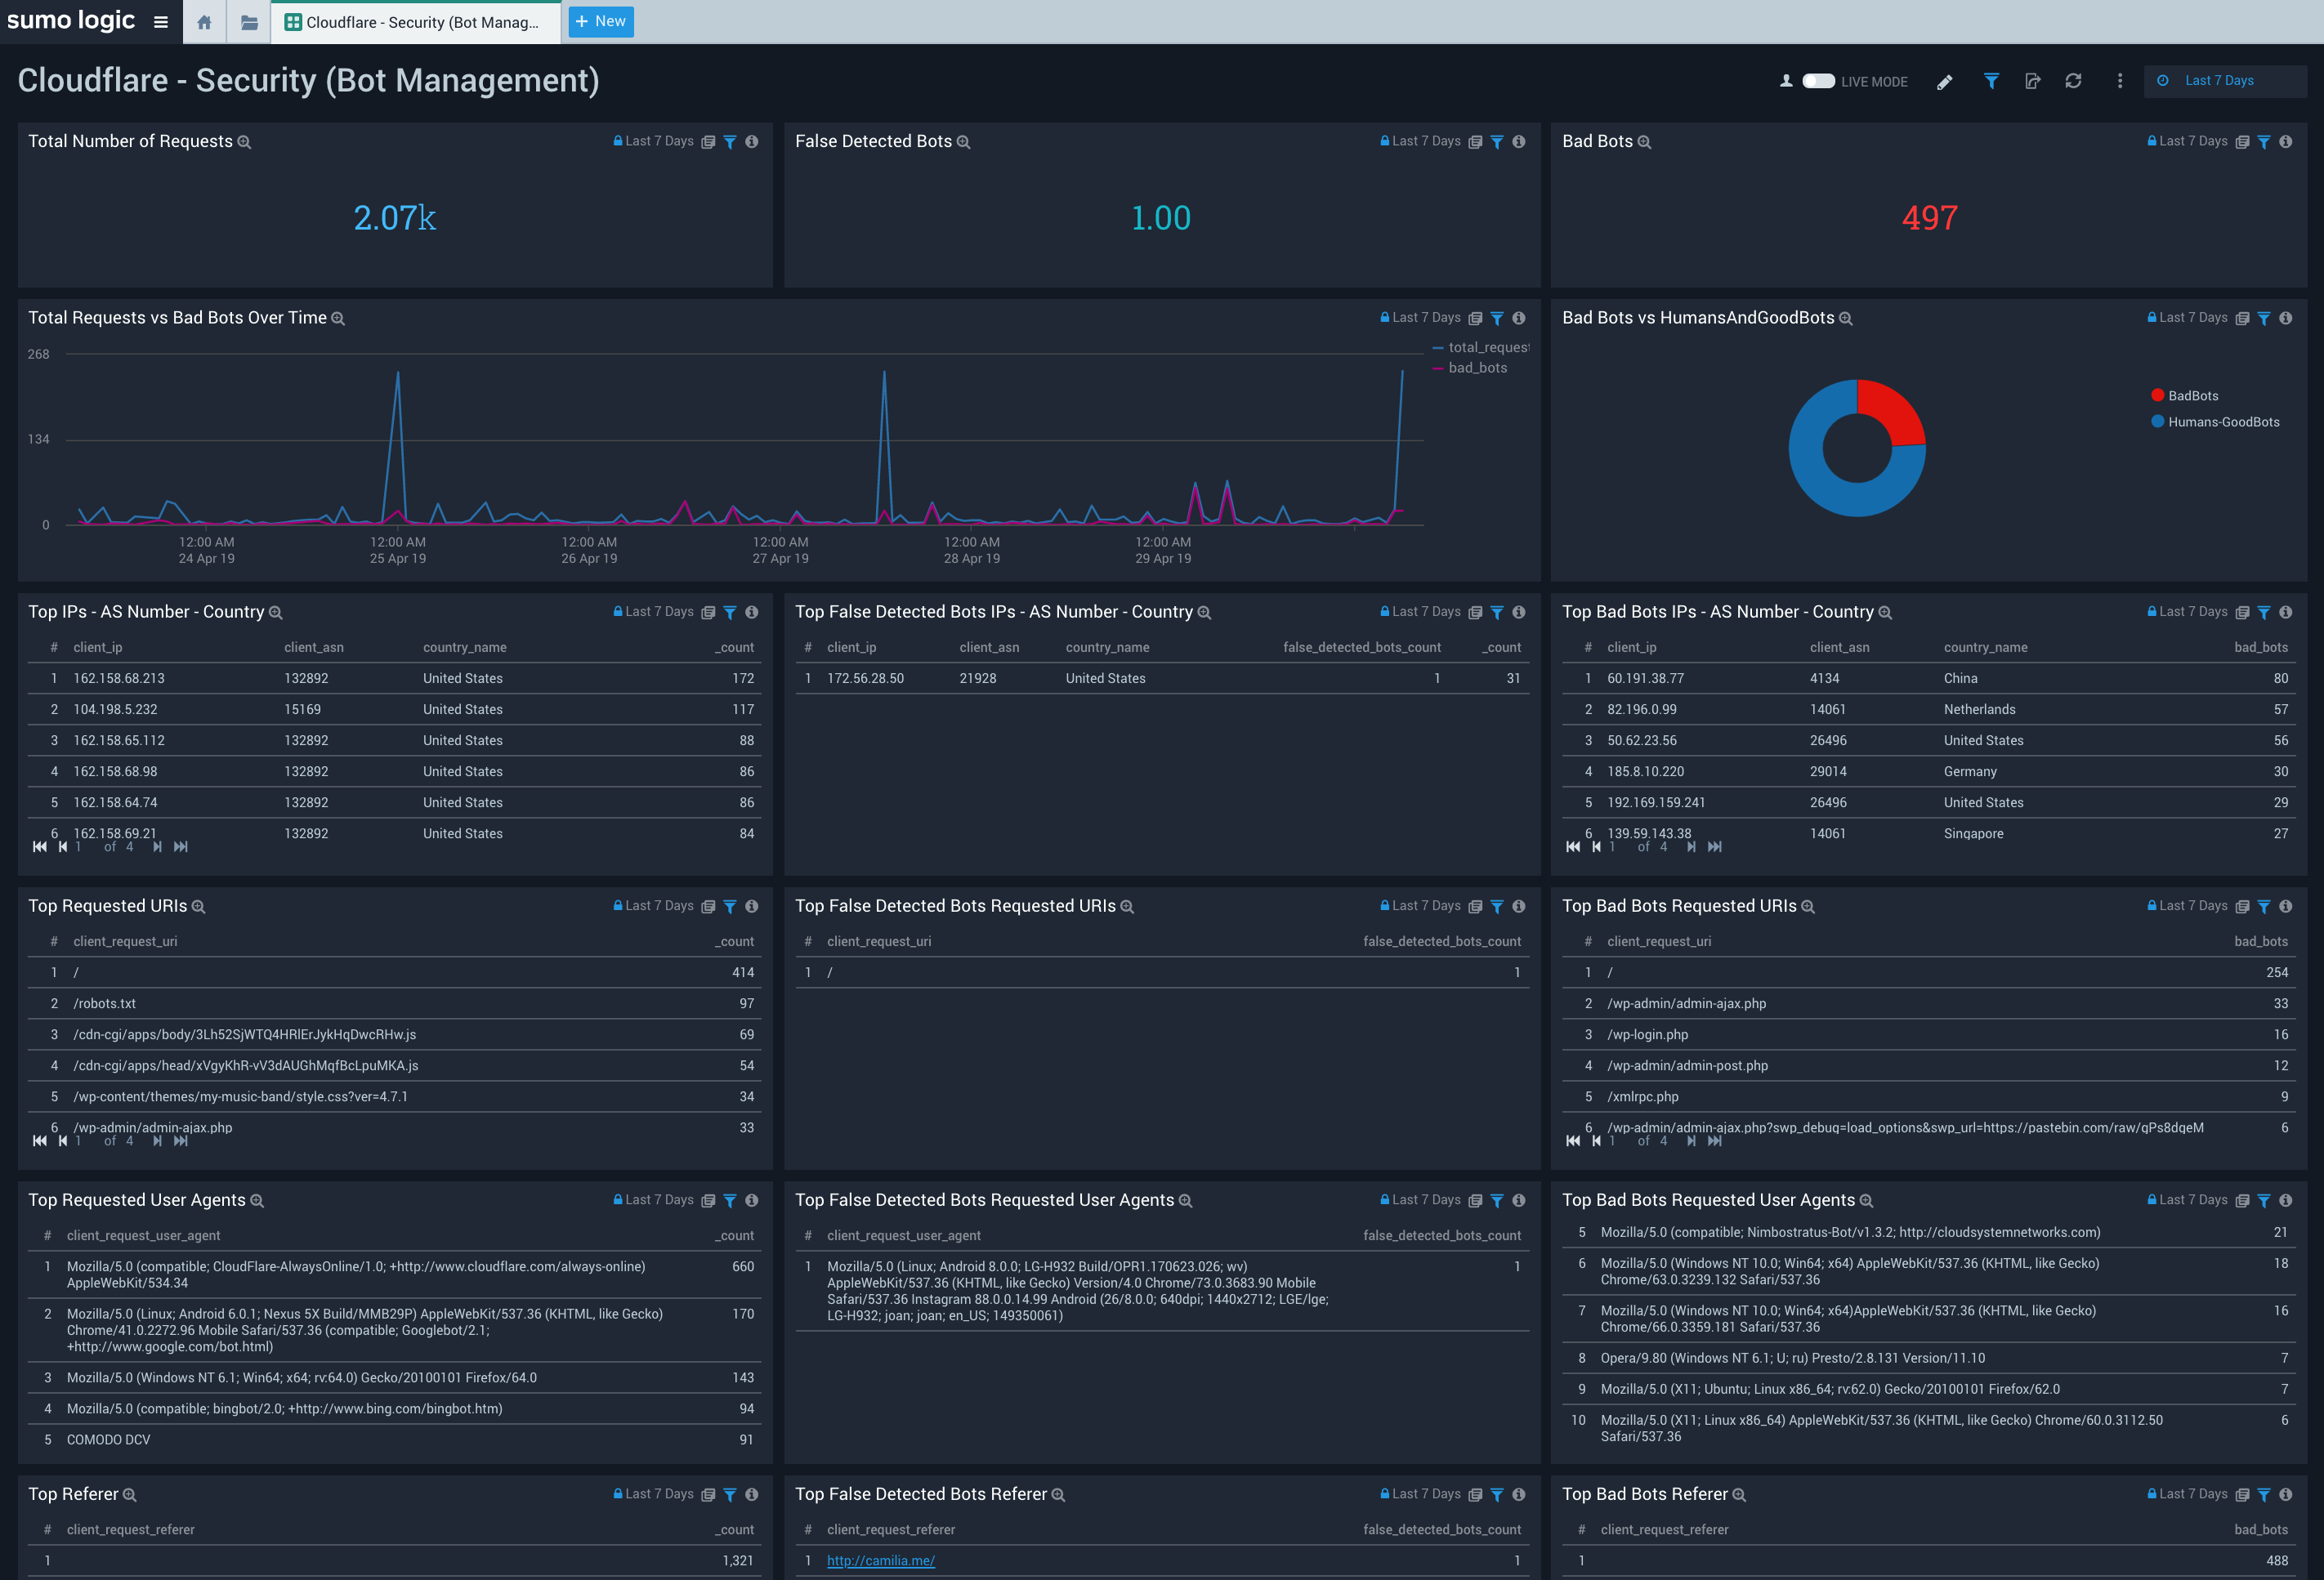 sumo logic
Cloudflare - Security (Bot Manag...
+ New
Cloudflare - Security (Bot Management)
LIVE MODE
Last 7 Days
Total Number of Requests
Last 7 Days
2.07k
False Detected Bots
Last 7 Days
1.00
Bad Bots
Last 7 Days
497
Total Requests vs Bad Bots Over Time
Last 7 Days
268
134
0
total_request
bad_bots
12:00 AM 12:00 AM 12:00 AM 12:00 AM 12:00 AM 12:00 AM
24 Apr 19 25 Apr 19 26 Apr 19 27 Apr 19 28 Apr 19 29 Apr 19
Bad Bots vs HumansAndGoodBots
Last 7 Days
BadBots
Humans-GoodBots
Top IPs - AS Number - Country
Last 7 Days
# client_ip client_asn country_name _count
1 162.158.68.213 132892 United States 172
2 104.198.5.232 15169 United States 117
3 162.158.65.112 132892 United States 88
4 162.158.68.98 132892 United States 86
5 162.158.64.74 132892 United States 86
6 162.158.69.21 132892 United States 84
1 of 4
Top False Detected Bots IPs - AS Number - Country
Last 7 Days
# client_ip client_asn country_name false_detected_bots_count _count
1 172.56.28.50 21928 United States 1 31
Top Bad Bots IPs - AS Number - Country
Last 7 Days
# client_ip client_asn country_name bad_bots
1 60.191.38.77 4134 China 80
2 82.196.0.99 14061 Netherlands 57
3 50.62.23.56 26496 United States 56
4 185.8.10.220 29014 Germany 30
5 192.169.159.241 26496 United States 29
6 139.59.143.38 14061 Singapore 27
1 of 4
Top Requested URIs
Last 7 Days
# client_request_uri _count
1 / 414
2 /robots.txt 97
3 /cdn-cgi/apps/body/3Lh52SjWTQ4HRlErJykHqDwcRHw.js 69
4 /cdn-cgi/apps/head/xVgyKhR-vV3dAUGhMqfBcLpuMKA.js 54
5 /wp-content/themes/my-music-band/style.css?ver=4.7.1 34
6 /wp-admin/admin-ajax.php 33
1 of 4
Top False Detected Bots Requested URIs
Last 7 Days
# client_request_uri false_detected_bots_count
1 / 1
Top Bad Bots Requested URIs
Last 7 Days
# client_request_uri bad_bots
1 / 254
2 /wp-admin/admin-ajax.php 33
3 /wp-login.php 16
4 /wp-admin/admin-post.php 12
5 /xmlrpc.php 9
6 /wp-admin/admin-ajax.php?swp_debug=load_options&swp_url=https://pastebin.com/raw/qPs8dqeM 6
1 of 4
Top Requested User Agents
Last 7 Days
# client_request_user_agent _count
1 Mozilla/5.0 (compatible; CloudFlare-AlwaysOnline/1.0; +http://www.cloudflare.com/always-online) 660
AppleWebKit/534.34
2 Mozilla/5.0 (Linux; Android 6.0.1; Nexus 5X Build/MMB29P) AppleWebKit/537.36 (KHTML, like Gecko) 170
Chrome/41.0.2272.96 Mobile Safari/537.36 (compatible; Googlebot/2.1;
+http://www.google.com/bot.html)
3 Mozilla/5.0 (Windows NT 6.1; Win64; x64; rv:64.0) Gecko/20100101 Firefox/64.0 143
4 Mozilla/5.0 (compatible; bingbot/2.0; +http://www.bing.com/bingbot.htm) 94
5 COMODO DCV 91
Top False Detected Bots Requested User Agents
Last 7 Days
# client_request_user_agent false_detected_bots_count
1 Mozilla/5.0 (Linux; Android 8.0.0; LG-H932 Build/OPR1.170623.026; wv) 1
AppleWebKit/537.36 (KHTML, like Gecko) Version/4.0 Chrome/73.0.3683.90 Mobile
Safari/537.36 Instagram 88.0.0.14.99 Android (26/8.0.0; 640dpi; 1440x2712; LGE/lge;
LG-H932; joan; joan; en_US; 149350061)
Top Bad Bots Requested User Agents
Last 7 Days
5 Mozilla/5.0 (compatible; Nimbostratus-Bot/v1.3.2; http://cloudsystemnetworks.com) 21
6 Mozilla/5.0 (Windows NT 10.0; Win64; x64) AppleWebKit/537.36 (KHTML, like Gecko) 18
Chrome/63.0.3239.132 Safari/537.36
7 Mozilla/5.0 (Windows NT 10.0; Win64; x64)AppleWebKit/537.36 (KHTML, like Gecko) 16
Chrome/66.0.3359.181 Safari/537.36
8 Opera/9.80 (Windows NT 6.1; U; ru) Presto/2.8.131 Version/11.10 7
9 Mozilla/5.0 (X11; Ubuntu; Linux x86_64; rv:62.0) Gecko/20100101 Firefox/62.0 7
10 Mozilla/5.0 (X11; Linux x86_64) AppleWebKit/537.36 (KHTML, like Gecko) Chrome/60.0.3112.50 6
Safari/537.36
Top Referer
Last 7 Days
# client_request_referer _count
1 1,321
Top False Detected Bots Referer
Last 7 Days
# client_request_referer false_detected_bots_count
1 http://camilia.me/ 1
Top Bad Bots Referer
Last 7 Days
# client_request_referer bad_bots
1 488